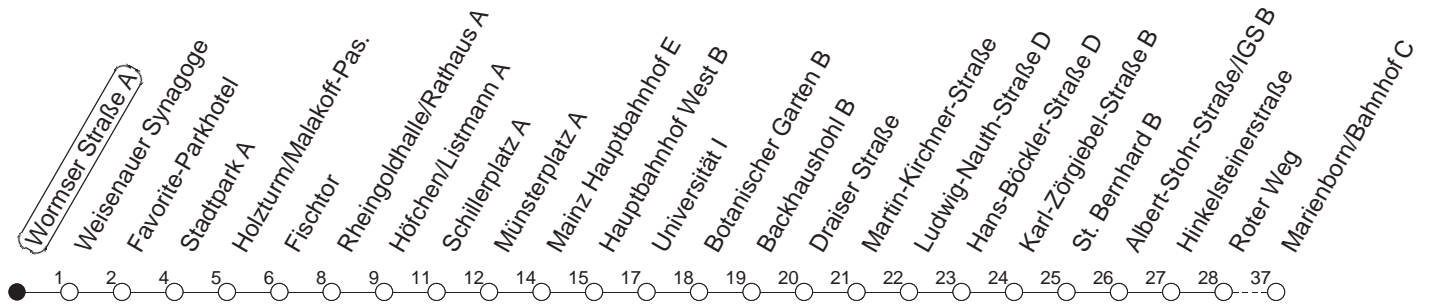 Wormser Straße A
Weisenauer Synagoge
Favorite-Parkhotel
Stadtpark A
Holzturm/Malakoff-Pas.
Fischtor
Rheingoldhalle/Rathaus A
Höfchen/Listmann A
Schillerplatz A
Münsterplatz A
Mainz Hauptbahnhof E
Hauptbahnhof West B
Universität I
Botanischer Garten B
Backhaushohl B
Draiser Straße
Martin-Kirchner-Straße
Ludwig-Nauth-Straße D
Hans-Böckler-Straße D
Karl-Zörgiebel-Straße B
St. Bernhard B
Albert-Stohr-Straße/IGS B
Hinkelsteinerstraße
Roter Weg
Marienborn/Bahnhof C
1 2 4 5 6 8 9 11 12 14 15 17 18 19 20 21 22 23 24 25 26 27 28 37